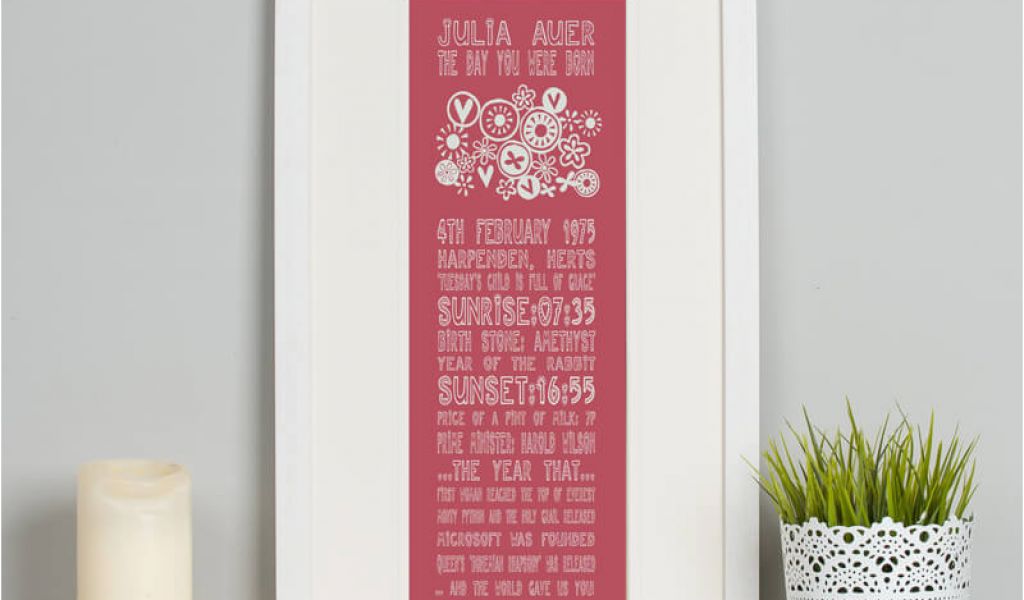 JULIA AUER
THE DAY YOU WERE BORN
4TH FEBRUARY 1975
HARPENDEN, HERTS
'TUESDAY'S CHILD IS FULL OF GRACE'
SUNRISE:07:35
BIRTH STONE: AMETHYST
YEAR OF THE RABBIT
SUNSET:16:55
PRICE OF A PINT OF MILK: 7P
PRIME MINISTER: HAROLD WILSON
...THE YEAR THAT...
FIRST WOMAN REACHED THE TOP OF EVEREST
MONTY PYTHON AND THE HOLY GRAIL RELEASED
MICROSOFT WAS FOUNDED
QUEEN'S 'BOHEMIAN RHAPSODY' WAS RELEASED
... AND THE WORLD GAVE US YOU!